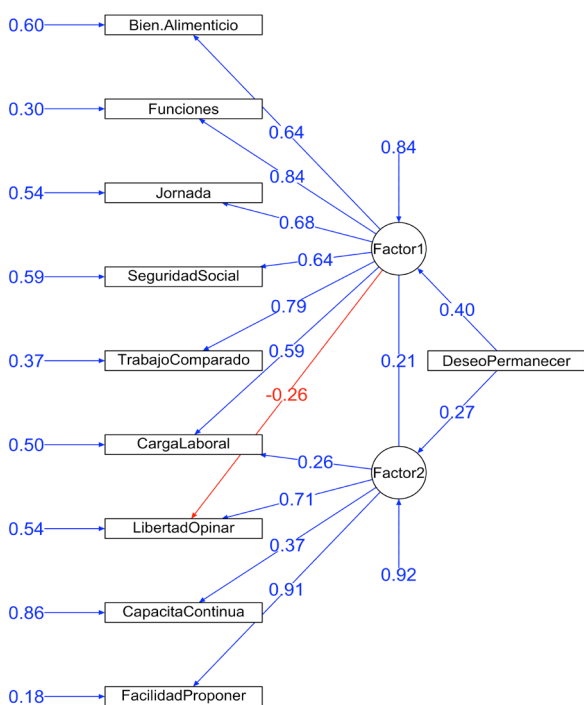 0.60 Bien.Alimenticio
0.30 Funciones
0.64
0.84
0.84
0.54 Jornada
0.68
Factor1
0.64
0.59 SeguridadSocial
0.79
0.40
0.59
0.37 TrabajoComparado
0.21
DeseoPermanecer
-0.26
0.27
0.50 CargaLaboral
0.26
Factor2
0.71
0.54 LibertadOpinar
0.37
0.92
0.91
0.86 CapacitaContinua
0.18 FacilidadProponer